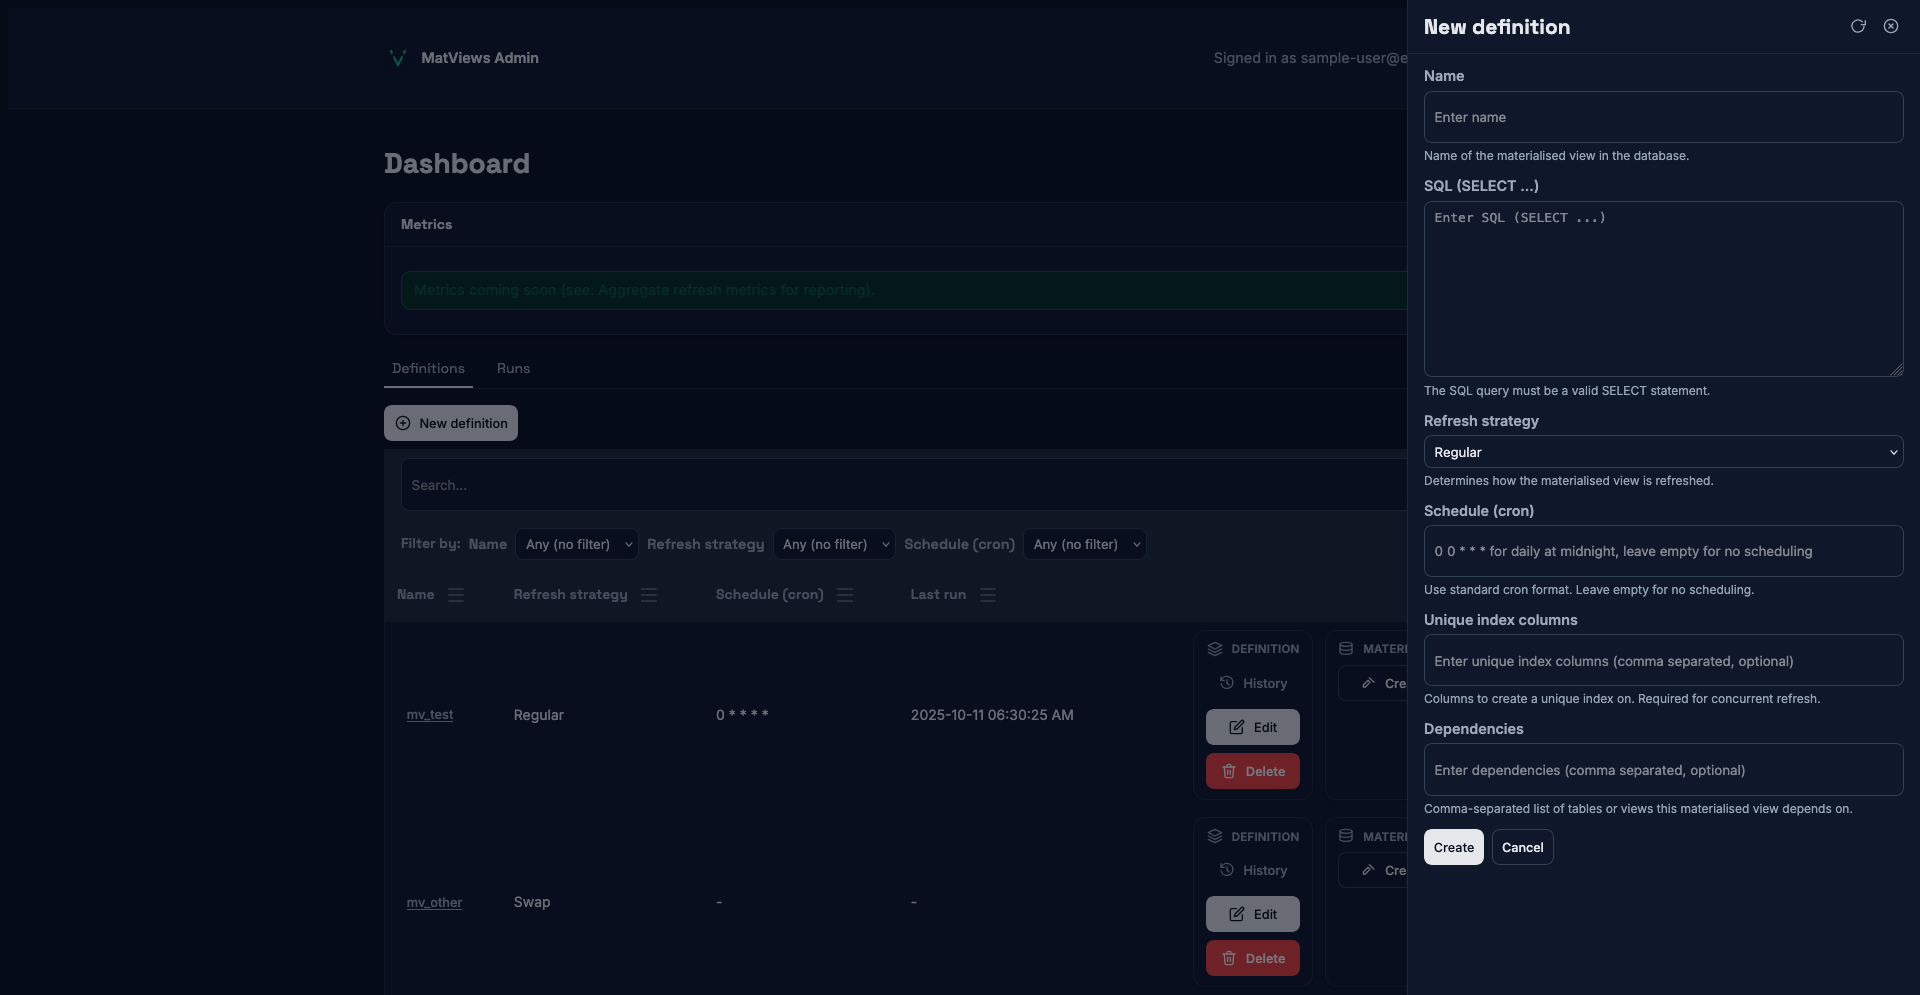 MatViews Admin
Signed in as sample-user@e
Dashboard
Metrics
Metrics coming soon (see: Aggregate refresh metrics for reporting).
Definitions
Runs
New definition
Search...
Filter by:
Name
Any (no filter)
Refresh strategy
Any (no filter)
Schedule (cron)
Any (no filter)
Name
Refresh strategy
Schedule (cron)
Last run
mv_test
Regular
0 * * * *
2025-10-11 06:30:25 AM
DEFINITION
History
Edit
Delete
MATERI
Cre
mv_other
Swap
-
-
DEFINITION
History
Edit
Delete
MATERI
Cre
New definition
Name
Enter name
Name of the materialised view in the database.
SQL (SELECT ...)
Enter SQL (SELECT ...)
The SQL query must be a valid SELECT statement.
Refresh strategy
Regular
Determines how the materialised view is refreshed.
Schedule (cron)
0 0 * * * for daily at midnight, leave empty for no scheduling
Use standard cron format. Leave empty for no scheduling.
Unique index columns
Enter unique index columns (comma separated, optional)
Columns to create a unique index on. Required for concurrent refresh.
Dependencies
Enter dependencies (comma separated, optional)
Comma-separated list of tables or views this materialised view depends on.
Create
Cancel